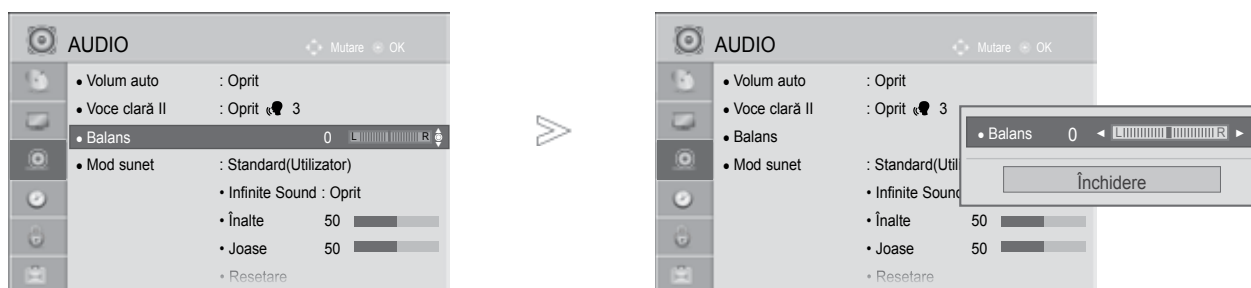 AUDIO
Mutare OK
• Volum auto : Oprit
• Voce clară II : Oprit 3
• Balans 0 L R
• Mod sunet : Standard(Utilizator)
• Infinite Sound : Oprit
• Înalte 50
• Joase 50
• Resetare
AUDIO
Mutare OK
• Volum auto : Oprit
• Voce clară II : Oprit 3
• Balans
• Mod sunet : Standard(Util
• Infinite Sound
• Înalte 50
• Joase 50
• Resetare
• Balans 0 ◄ L R ►
Închidere